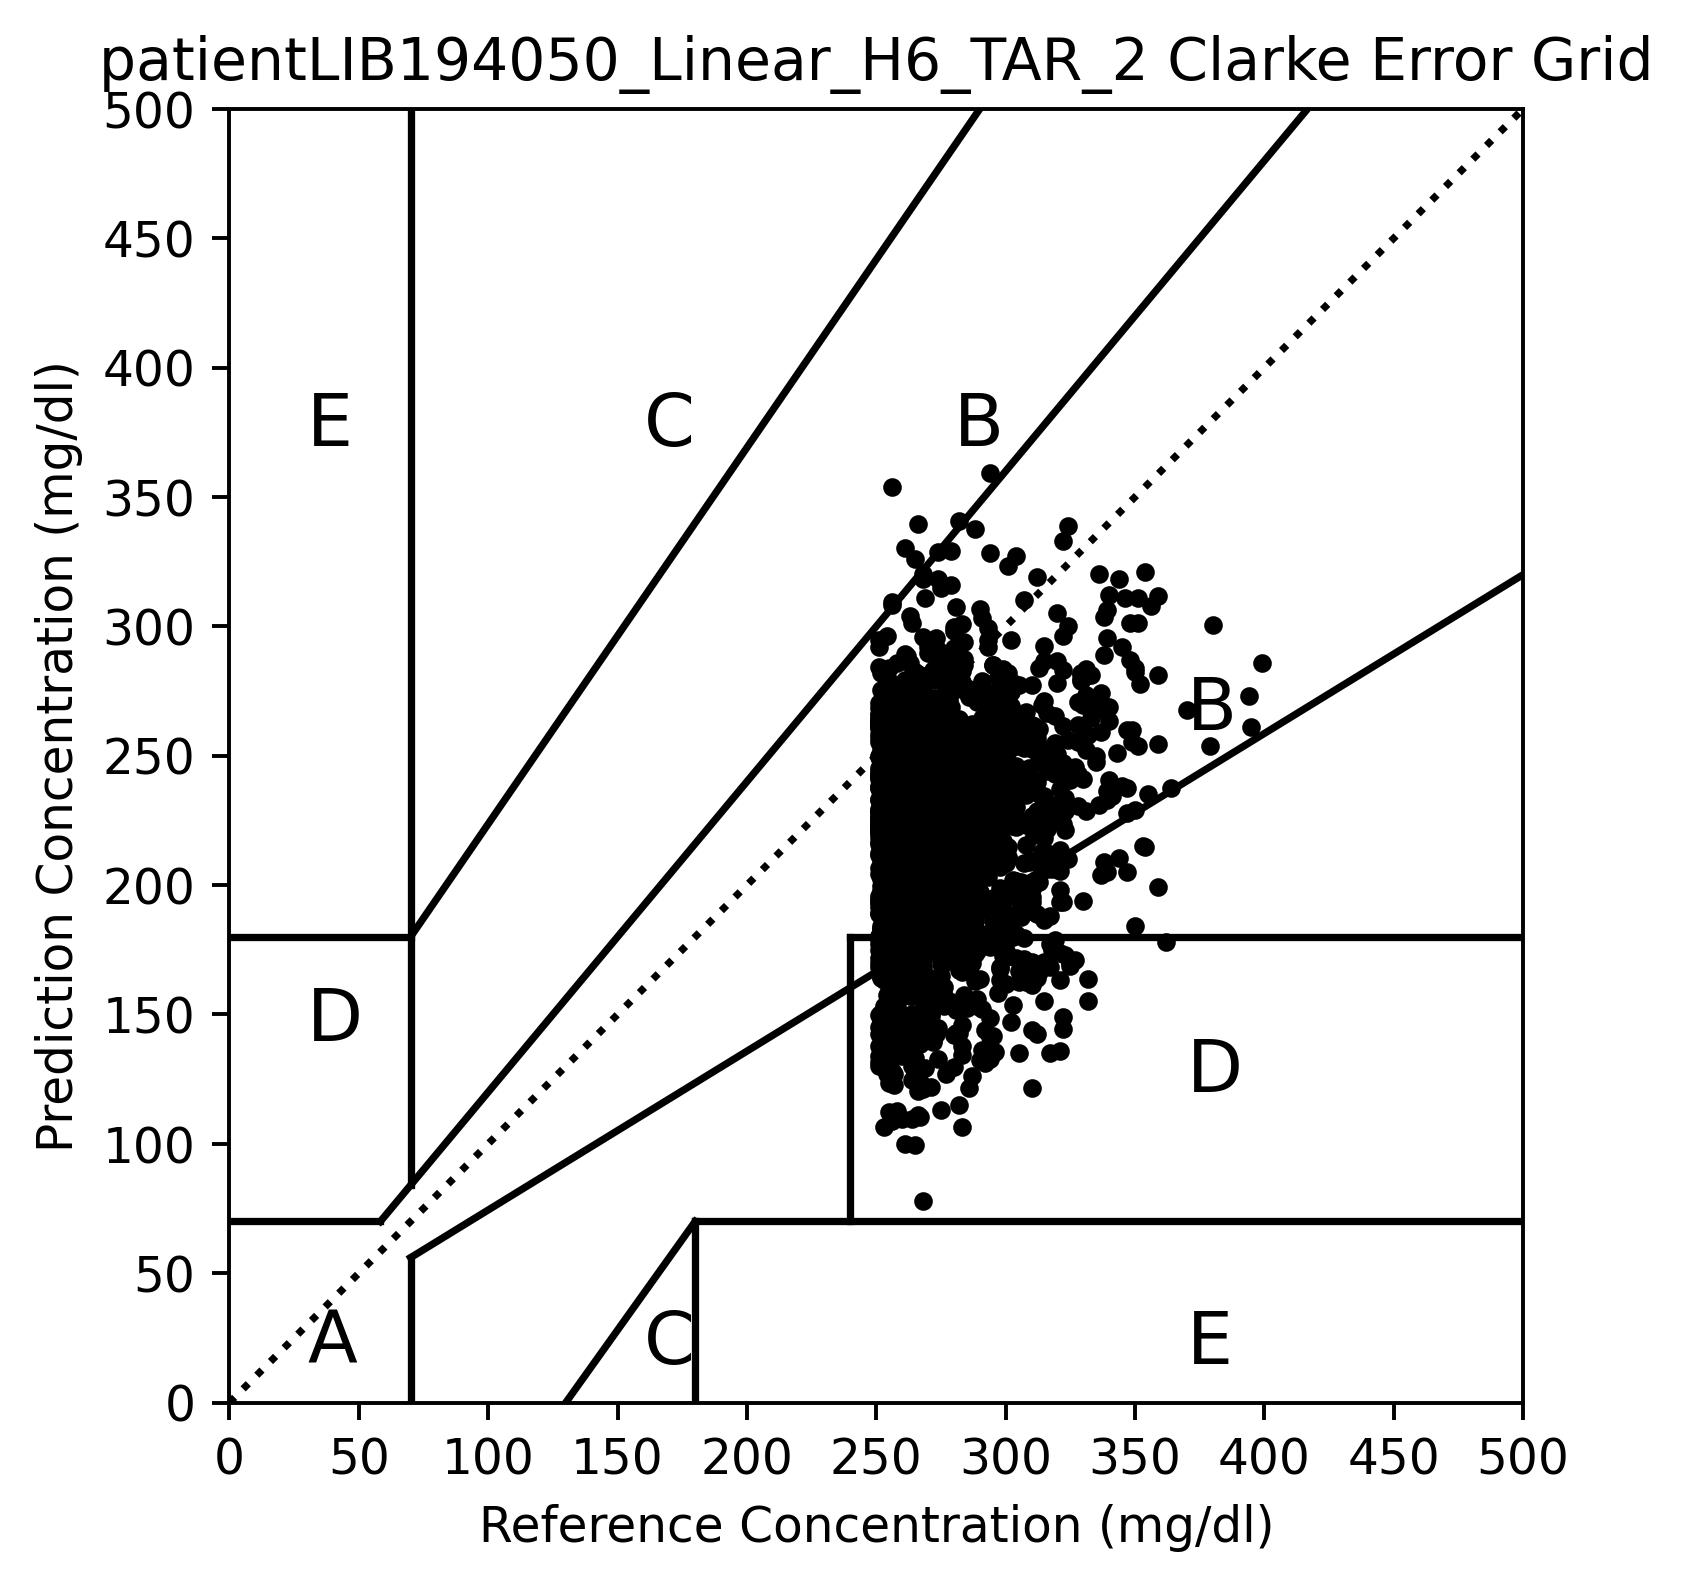 patientLIB194050_Linear_H6_TAR_2 Clarke Error Grid
500
450
400
350
300
250
200
150
100
50
0
Prediction Concentration (mg/dl)
E
C
B
B
D
D
A
C
E
0 50 100 150 200 250 300 350 400 450 500
Reference Concentration (mg/dl)